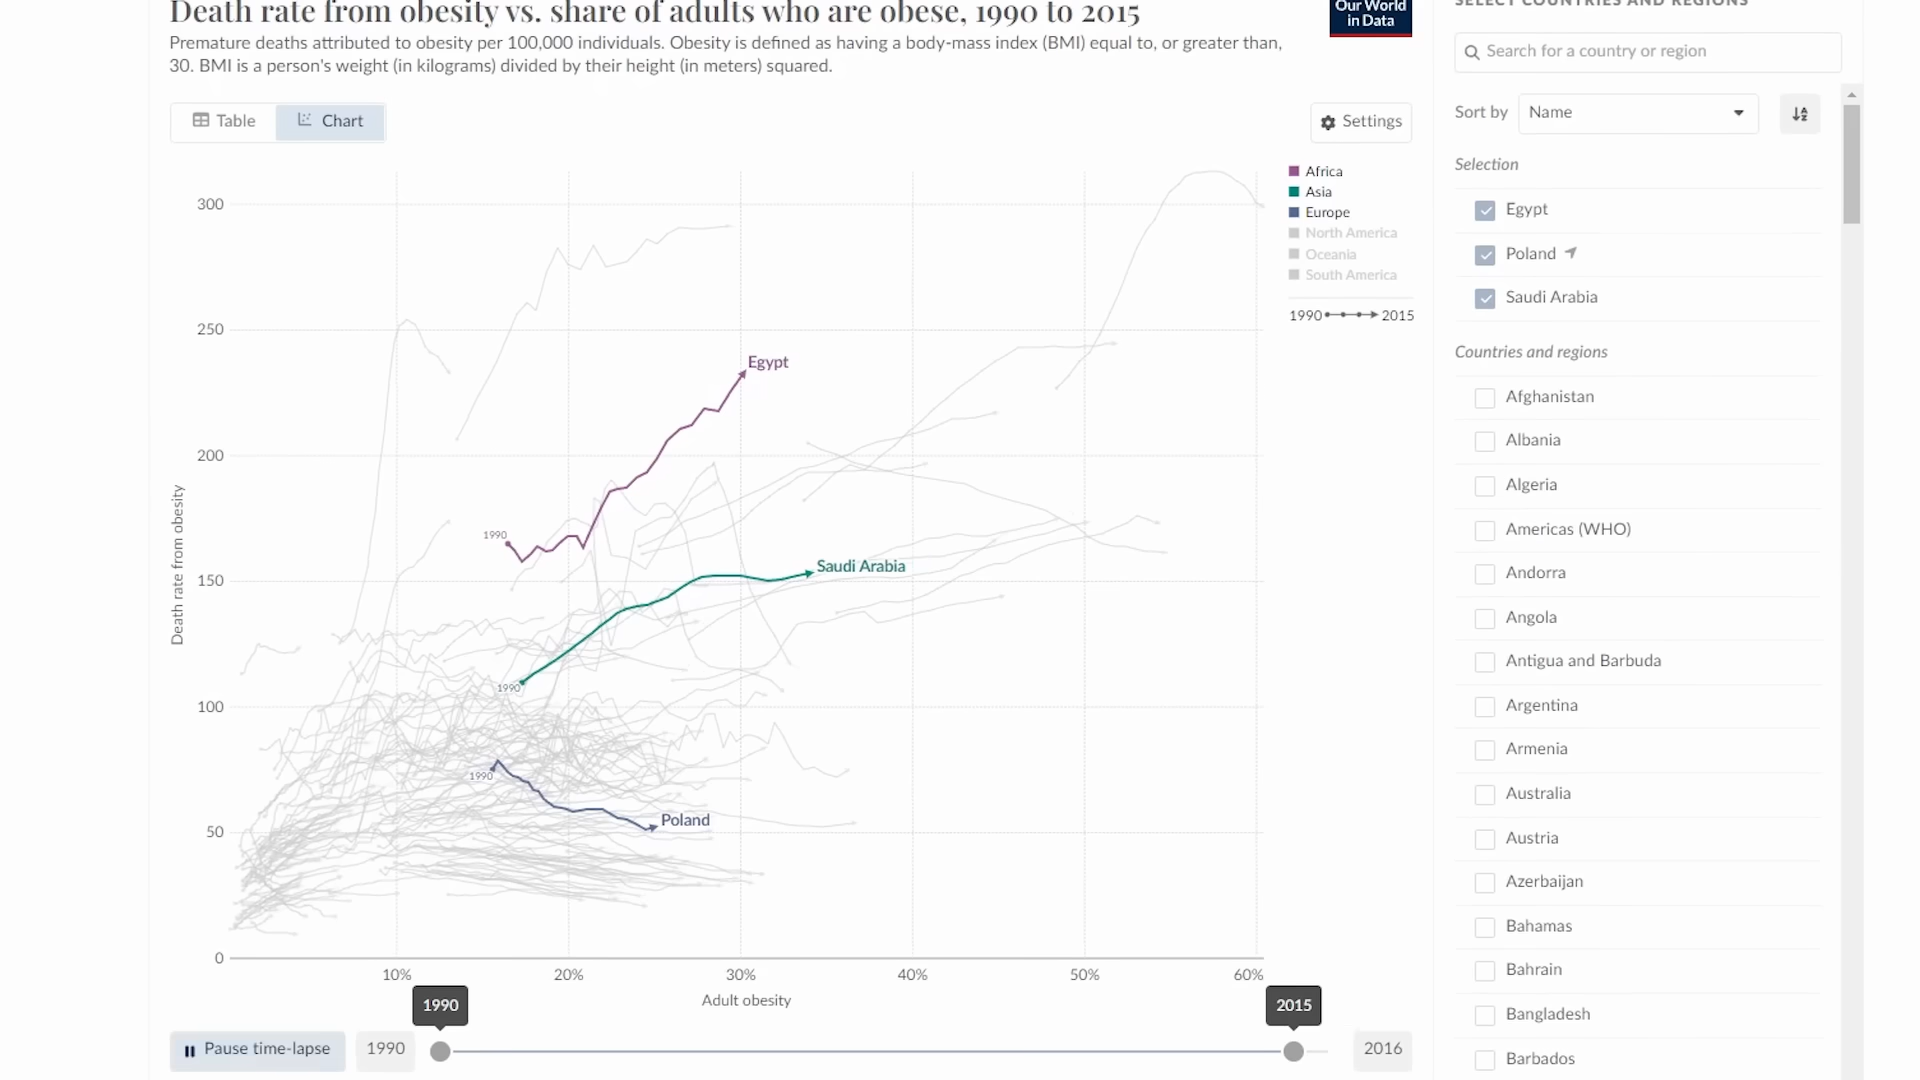 Death rate from obesity vs. share of adults who are obese, 1990 to 2015
Premature deaths attributed to obesity per 100,000 individuals. Obesity is defined as having a body-mass index (BMI) equal to, or greater than,
30. BMI is a person's weight (in kilograms) divided by their height (in meters) squared.
Our World
in Data
Table
Chart
Settings
300
250
200
150
100
50
0
Death rate from obesity
10%
20%
30%
40%
50%
60%
Adult obesity
1990
Egypt
1990
Saudi Arabia
1990
Poland
Africa
Asia
Europe
North America
Oceania
South America
1990 2015
1990
2015
Pause time-lapse
1990
2016
SELECT COUNTRIES AND REGIONS
Search for a country or region
Sort by
Name
Selection
Egypt
Poland
Saudi Arabia
Countries and regions
Afghanistan
Albania
Algeria
Americas (WHO)
Andorra
Angola
Antigua and Barbuda
Argentina
Armenia
Australia
Austria
Azerbaijan
Bahamas
Bahrain
Bangladesh
Barbados